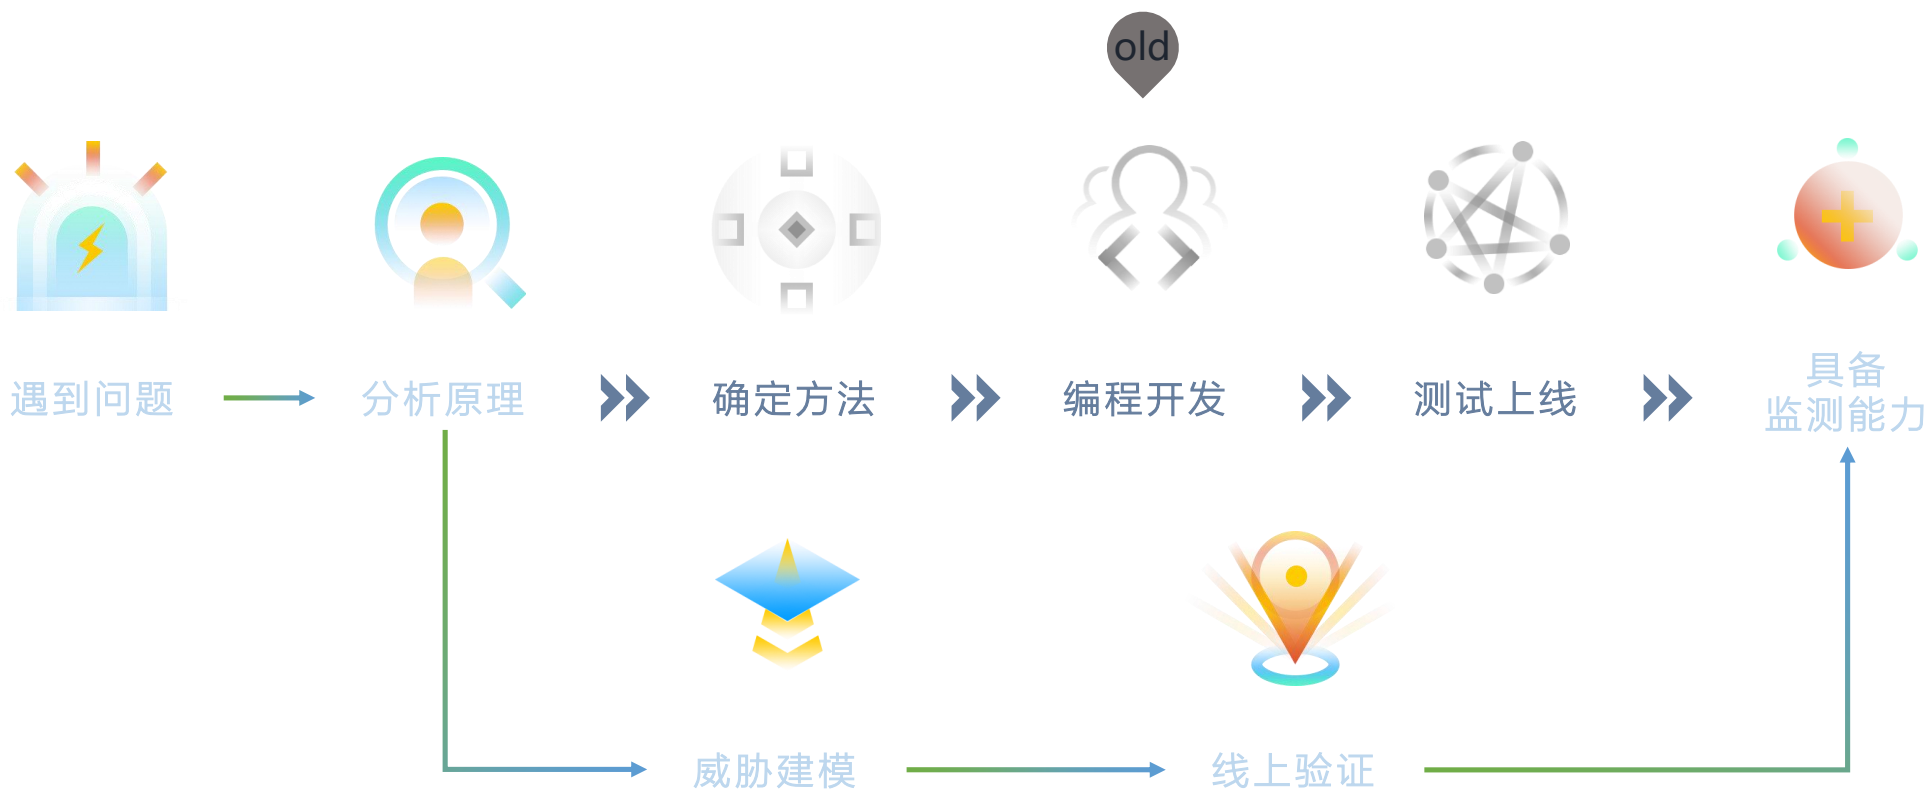 old
遇到问题
分析原理
确定方法
编程开发
测试上线
具备
监测能力
威胁建模
线上验证